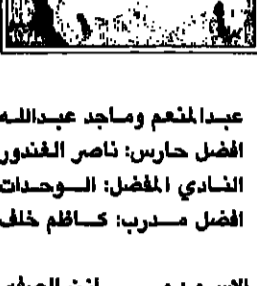 عبدالمنعم وماجد عبدالله
افضل حارس: ناصر الغندور
النادي المفضل: الوحدات
افضل مدرب: كاظم خلف